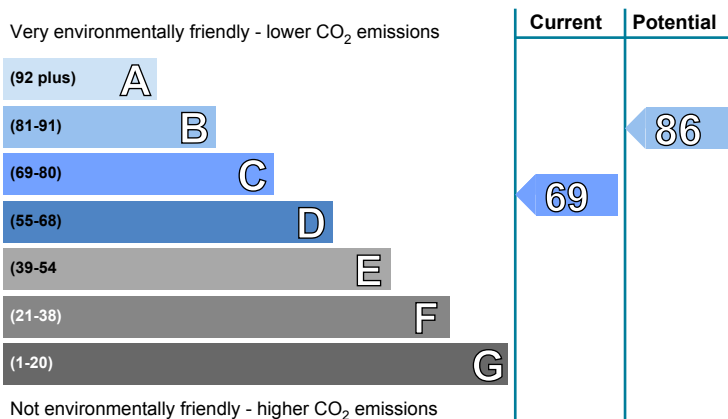 Current Potential
Very environmentally friendly - lower CO2 emissions
(92 plus) A
(81-91) B
86
(69-80) C
69
(55-68) D
(39-54 E
(21-38) F
(1-20) G
Not environmentally friendly - higher CO2 emissions